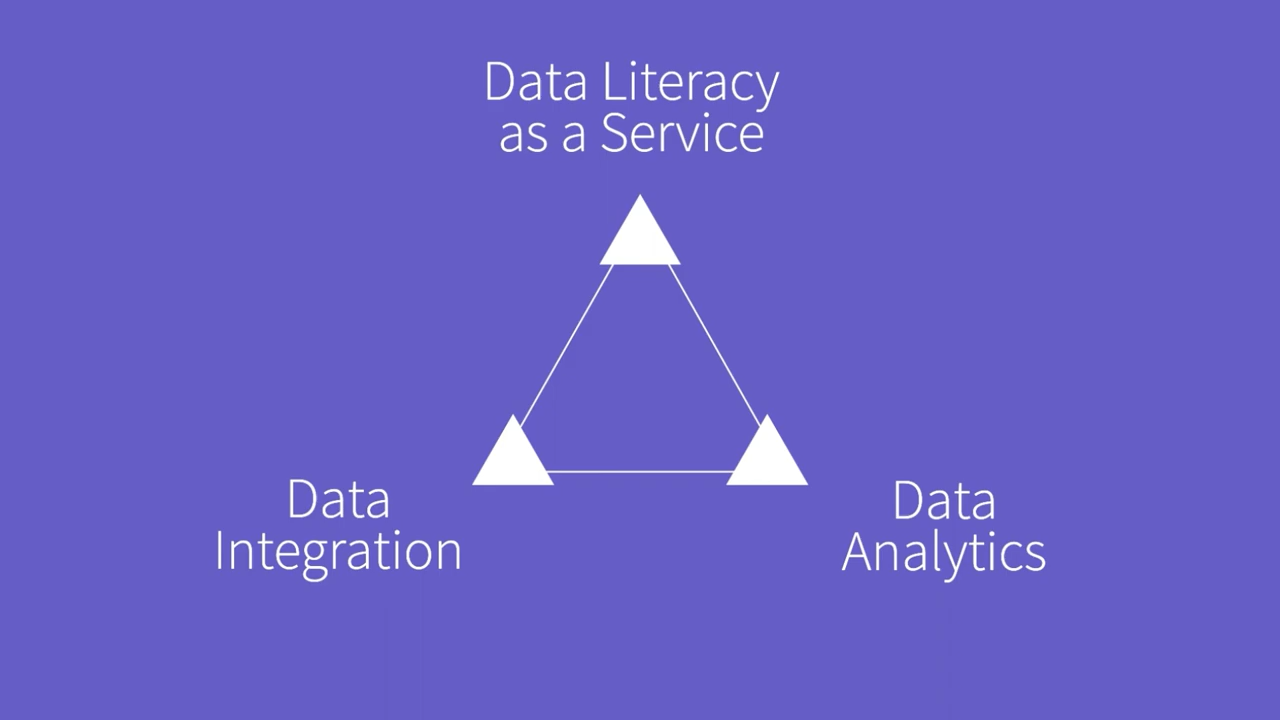 Data Literacy
as a Service
Data
Integration
Data
Analytics